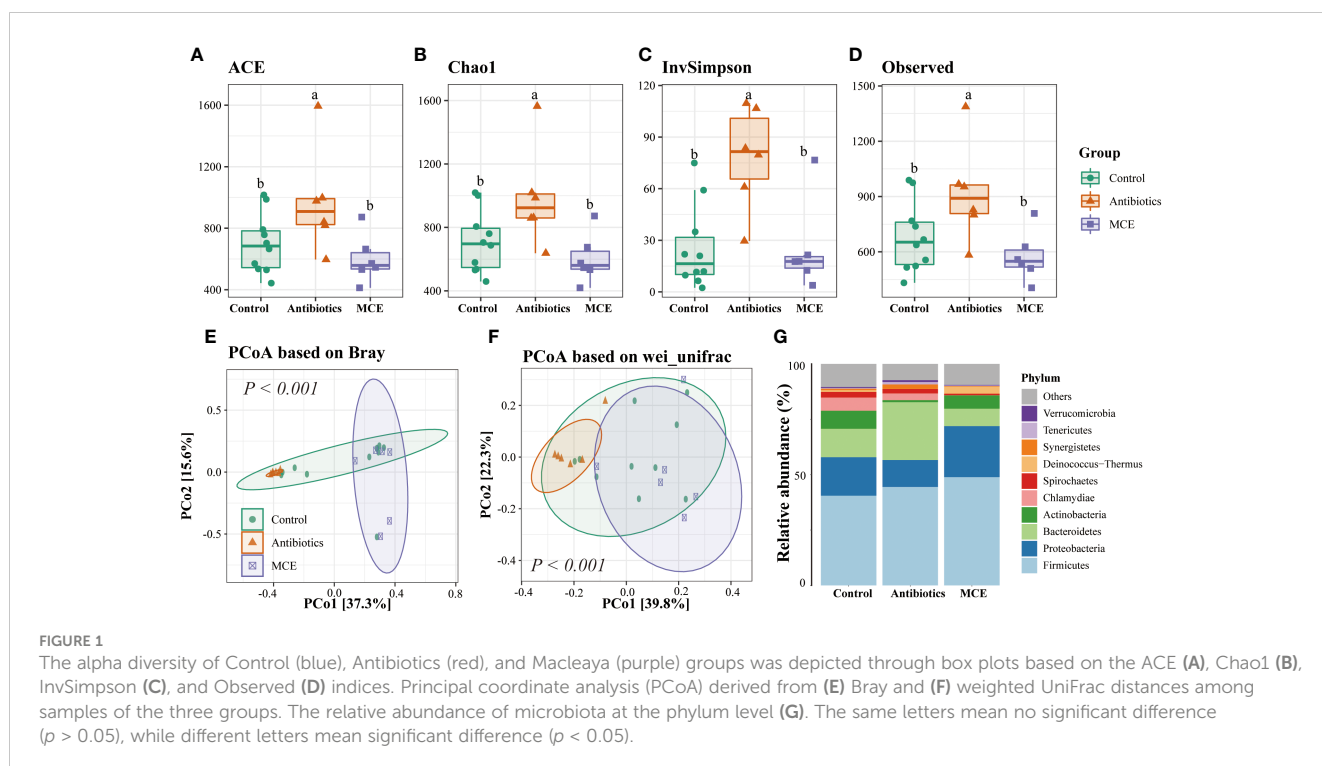 A
ACE
a
b
b
1600
1200
800
400
Control Antibiotics MCE
B
Chao1
a
b
b
1600
1200
800
400
Control Antibiotics MCE
C
InvSimpson
a
b
b
120
90
60
30
0
Control Antibiotics MCE
D
Observed
a
b
b
1500
1200
900
600
Control Antibiotics MCE
Group
Control
Antibiotics
MCE
E
PCoA based on Bray
P < 0.001
PCo2 [15.6%]
0.5
0.0
-0.5
Control
Antibiotics
MCE
-0.4 0.0 0.4 0.8
PCo1 [37.3%]
F
PCoA based on wei_unifrac
PCo2 [22.3%]
0.2
0.0
-0.2
-0.4
P < 0.001
-0.4 -0.2 0.0 0.2 0.4
PCo1 [39.8%]
G
Relative abundance (%)
100
50
0
Control Antibiotics MCE
Phylum
Others
Verrucomicrobia
Tenericutes
Synergistetes
Deinococcus−Thermus
Spirochaetes
Chlamydiae
Actinobacteria
Bacteroidetes
Proteobacteria
Firmicutes
FIGURE 1
The alpha diversity of Control (blue), Antibiotics (red), and Macleaya (purple) groups was depicted through box plots based on the ACE (A), Chao1 (B),
InvSimpson (C), and Observed (D) indices. Principal coordinate analysis (PCoA) derived from (E) Bray and (F) weighted UniFrac distances among
samples of the three groups. The relative abundance of microbiota at the phylum level (G). The same letters mean no significant difference
(p > 0.05), while different letters mean significant difference (p < 0.05).